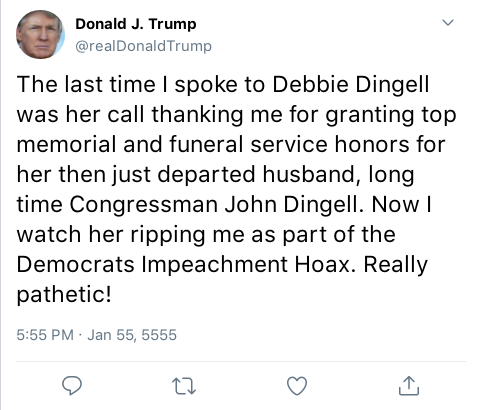 Donald J. Trump
@realDonaldTrump
The last time I spoke to Debbie Dingell
was her call thanking me for granting top
memorial and funeral service honors for
her then just departed husband, long
time Congressman John Dingell. Now I
watch her ripping me as part of the
Democrats Impeachment Hoax. Really
pathetic!
5:55 PM · Jan 55, 5555